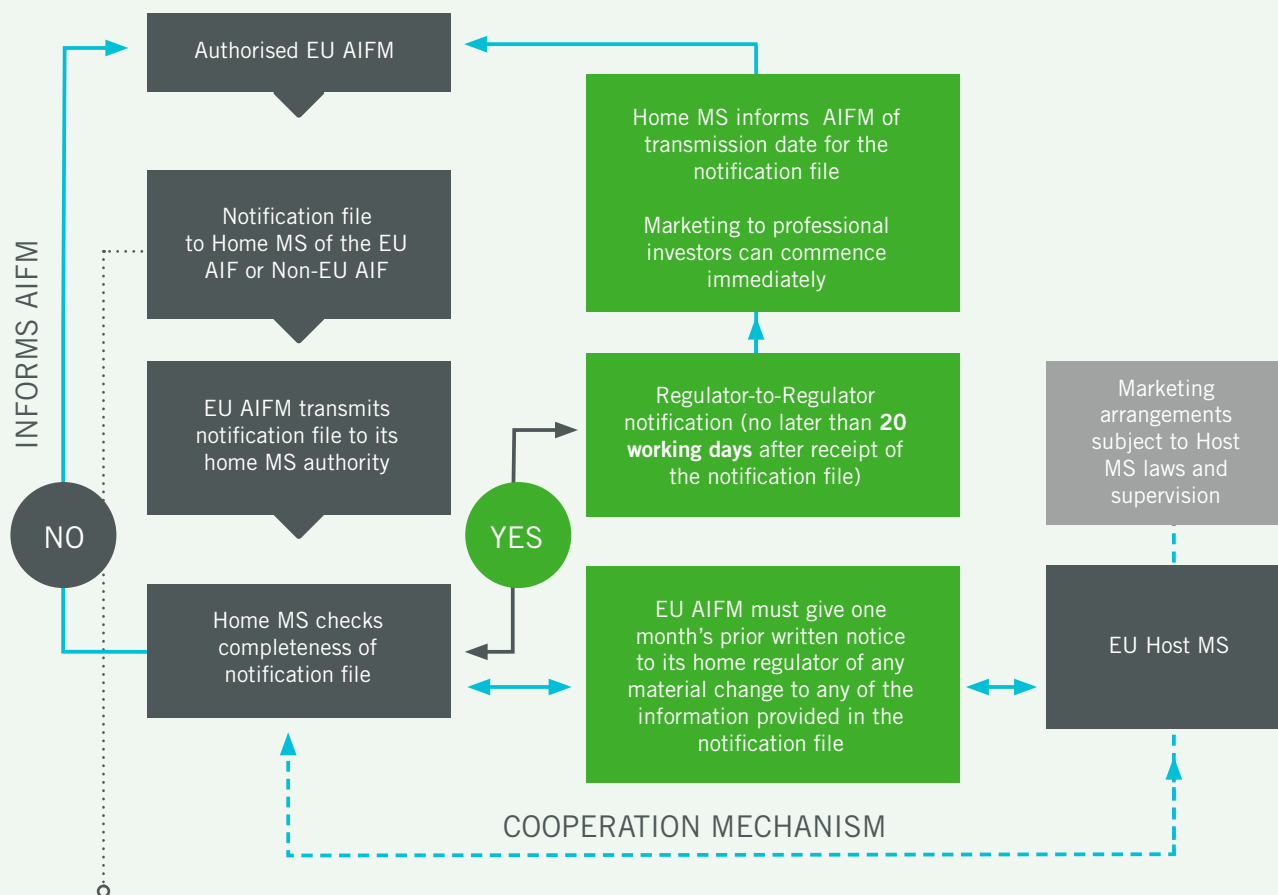 Authorised EU AIFM
Notification file
to Home MS of the EU
AIF or Non-EU AIF
EU AIFM transmits
notification file to its
home MS authority
Home MS checks
completeness of
notification file
INFORMS AIFM
NO
YES
Home MS informs AIFM of
transmission date for the
notification file
Marketing to professional
investors can commence
immediately
Regulator-to-Regulator
notification (no later than 20
working days after receipt of
the notification file)
EU AIFM must give one
month's prior written notice
to its home regulator of any
material change to any of the
information provided in the
notification file
Marketing
arrangements
subject to Host
MS laws and
supervision
EU Host MS
COOPERATION MECHANISM